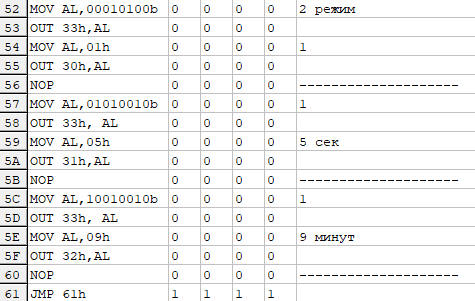 52 MOV AL,00010100b 0 0 0 0 2 режим
53 OUT 33h,AL 0 0 0 0
54 MOV AL,01h 0 0 0 0 1
55 OUT 30h,AL 0 0 0 0
56 NOP 0 0 0 0 --------------------
57 MOV AL,01010010b 0 0 0 0 1
58 OUT 33h, AL 0 0 0 0
59 MOV AL,05h 0 0 0 0 5 сек
5A OUT 31h,AL 0 0 0 0
5B NOP 0 0 0 0 --------------------
5C MOV AL,10010010b 0 0 0 0 1
5D OUT 33h, AL 0 0 0 0
5E MOV AL,09h 0 0 0 0 9 минут
5F OUT 32h,AL 0 0 0 0
60 NOP 0 0 0 0 --------------------
61 JMP 61h 1 1 1 1